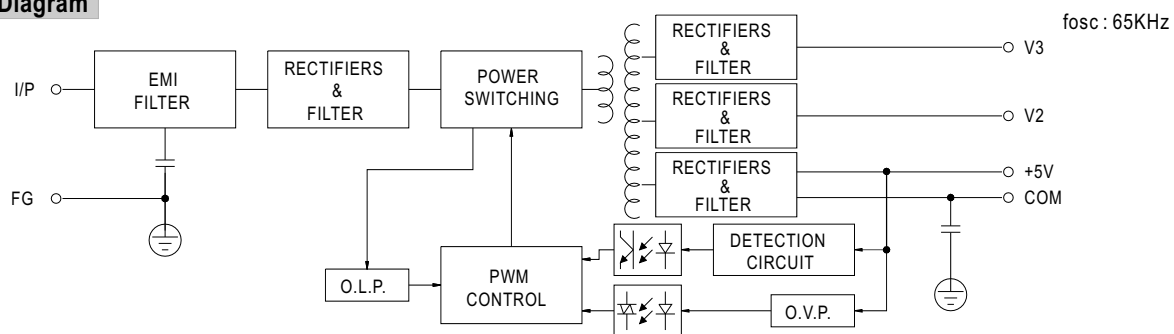 Diagram
fosc : 65KHz
I/P
EMI
FILTER
RECTIFIERS
&
FILTER
POWER
SWITCHING
RECTIFIERS
&
FILTER
V3
RECTIFIERS
&
FILTER
V2
RECTIFIERS
&
FILTER
+5V
COM
FG
O.L.P.
PWM
CONTROL
DETECTION
CIRCUIT
O.V.P.